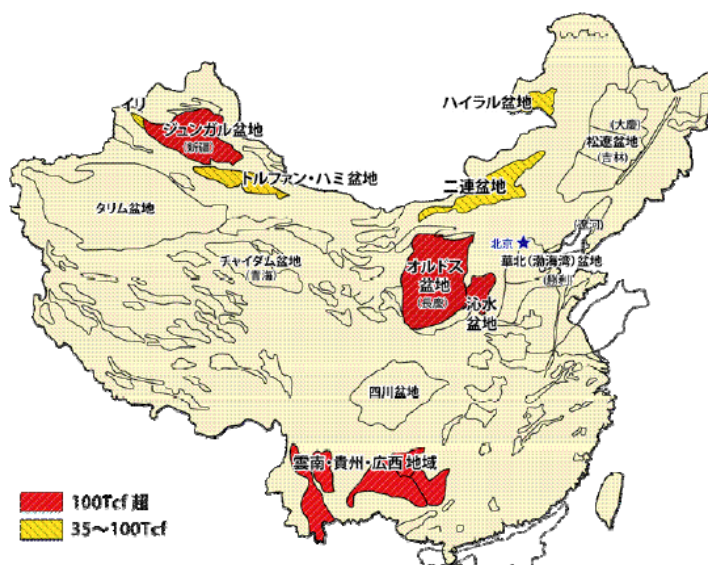 ハイラル盆地
イリ
ジュンガル盆地
(新疆)
(大慶)
松遼盆地
(吉林)
トルファン・ハミ盆地
二連盆地
タリム盆地
(遼河)
北京
チャイダム盆地
(青海)
オルドス
盆地
(長慶)
華北(渤海湾)盆地
(勝利)
沁水
盆地
四川盆地
雲南・貴州・広西地域
100Tcf 超
35～100Tcf